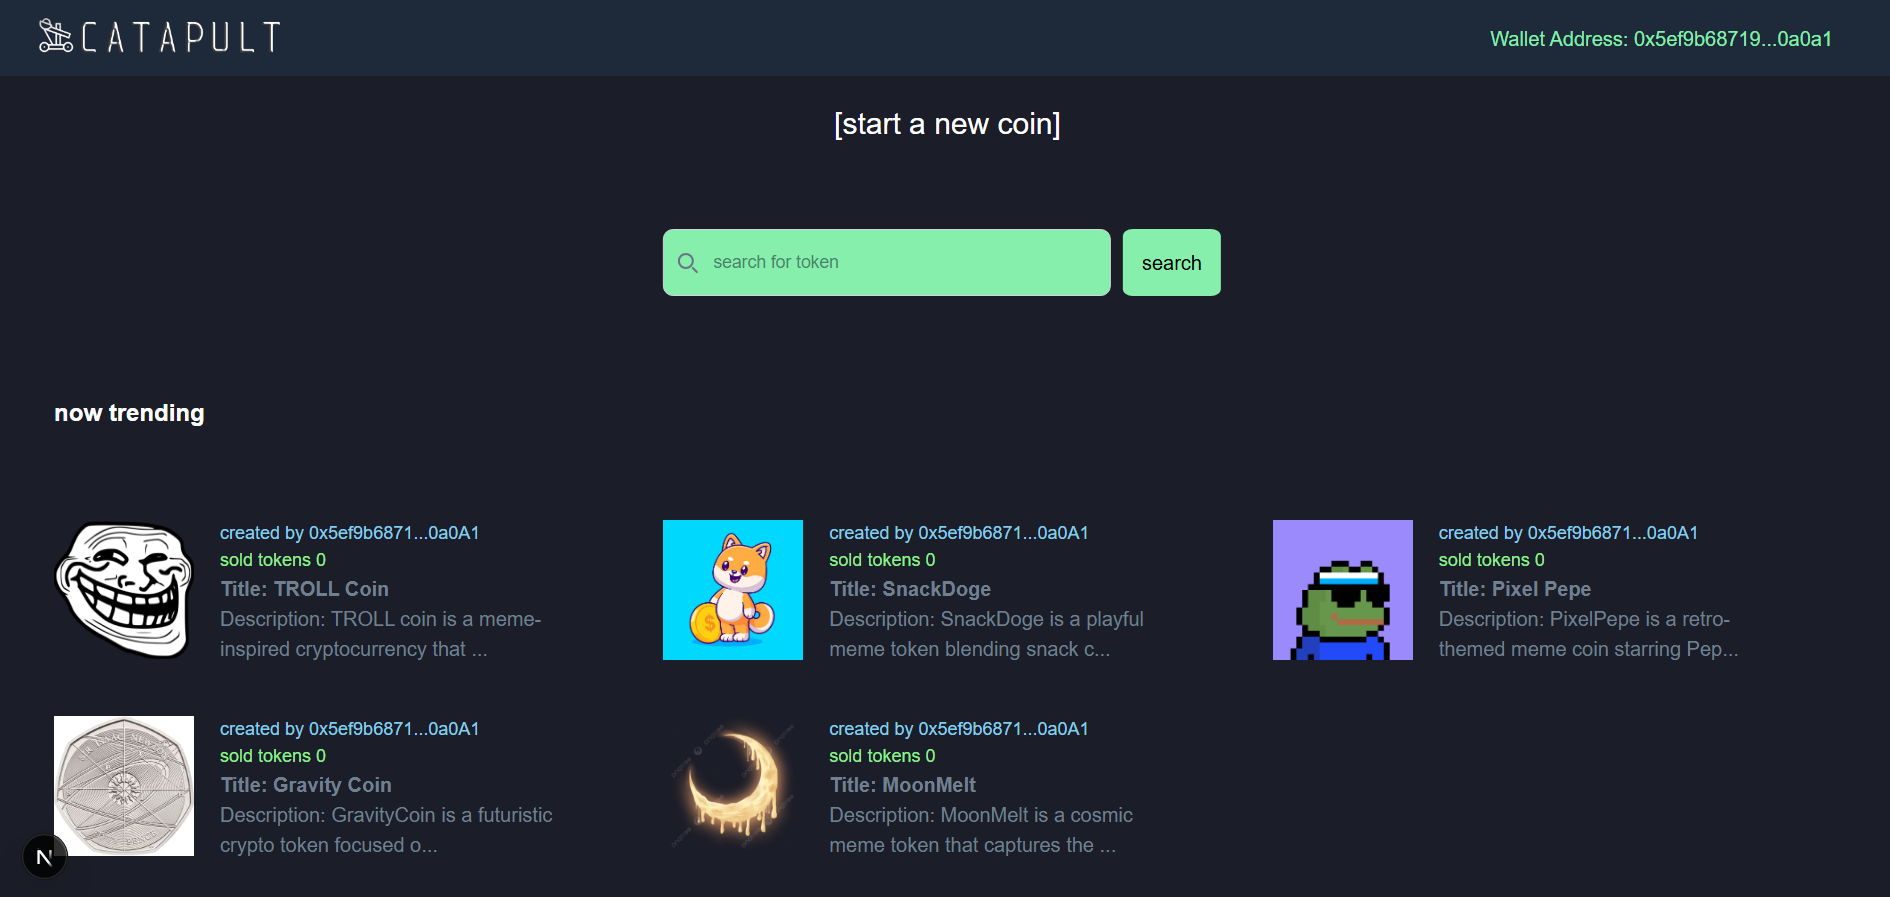 CATAPULT
Wallet Address: 0x5ef9b68719...0a0a1
[start a new coin]
search for token
search
now trending
created by 0x5ef9b6871...0a0A1
sold tokens 0
Title: TROLL Coin
Description: TROLL coin is a meme-
inspired cryptocurrency that ...
created by 0x5ef9b6871...0a0A1
sold tokens 0
Title: SnackDoge
Description: SnackDoge is a playful
meme token blending snack c...
created by 0x5ef9b6871...0a0A1
sold tokens 0
Title: Pixel Pepe
Description: PixelPepe is a retro-
themed meme coin starring Pep...
SIR ISAAC NEWTON
PENCE
created by 0x5ef9b6871...0a0A1
sold tokens 0
Title: Gravity Coin
Description: GravityCoin is a futuristic
crypto token focused o...
created by 0x5ef9b6871...0a0A1
sold tokens 0
Title: MoonMelt
Description: MoonMelt is a cosmic
meme token that captures the ...
N